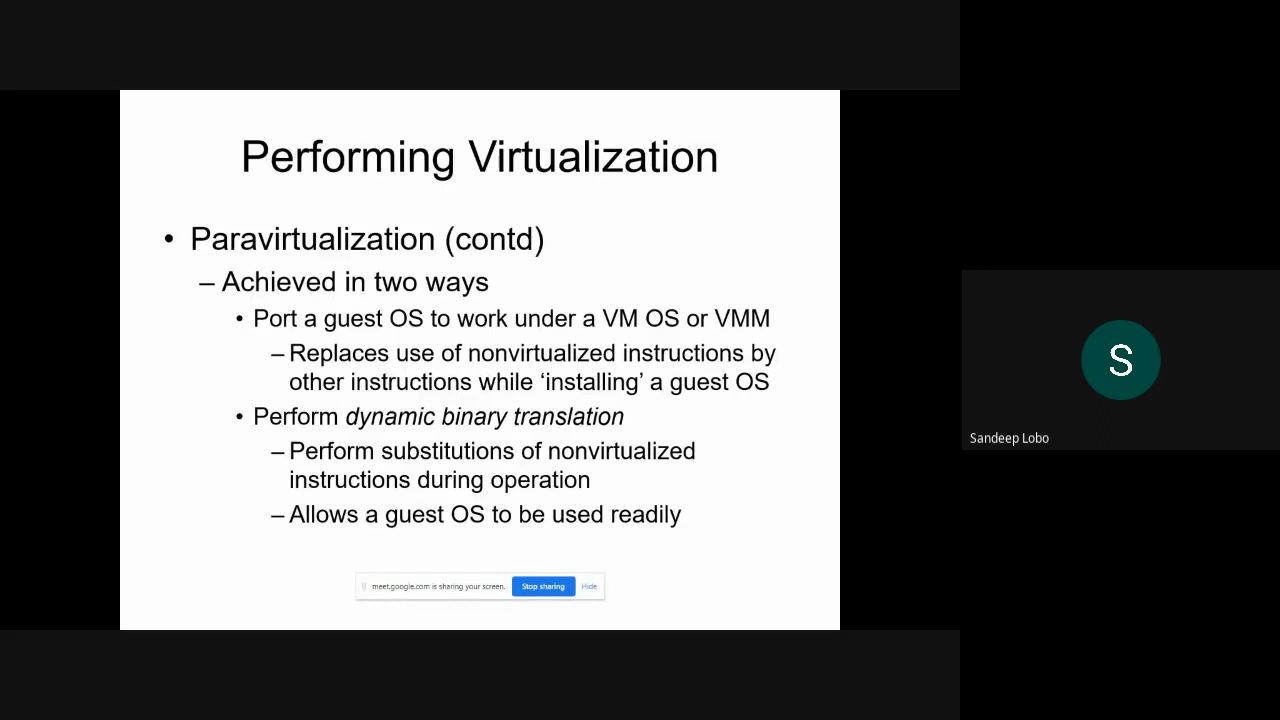 Performing Virtualization
• Paravirtualization (contd)
– Achieved in two ways
• Port a guest OS to work under a VM OS or VMM
– Replaces use of nonvirtualized instructions by
other instructions while ‘installing’ a guest OS
• Perform dynamic binary translation
– Perform substitutions of nonvirtualized
instructions during operation
– Allows a guest OS to be used readily
meet.google.com is sharing your screen. Stop sharing Hide
S
Sandeep Lobo